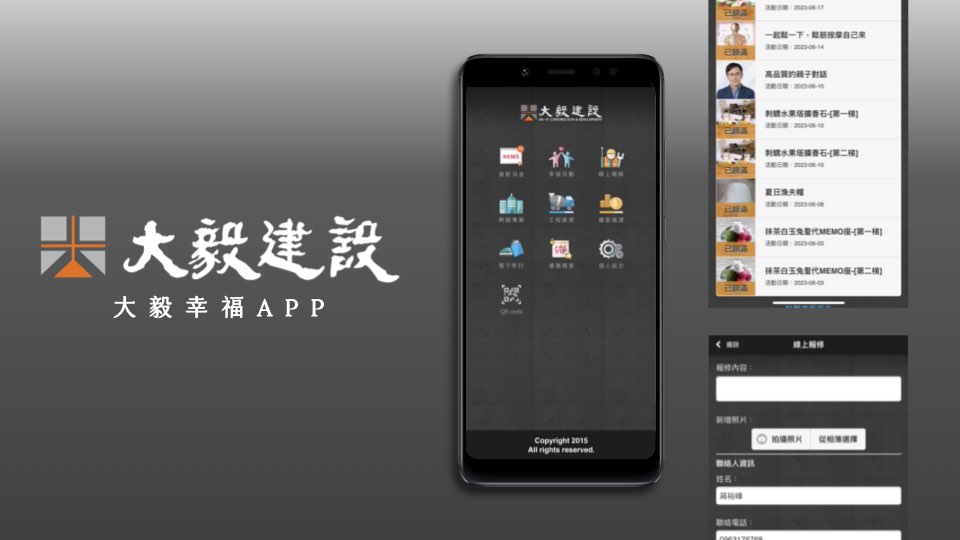 大毅建設
大毅幸福APP
大毅建設
DA-YI CONSTRUCTION & DEVELOPMENT
NEWS
最新消息
幸福活動
線上報修
熱銷專案
工程進度
繳款進度
電子季刊
VIP
優惠商家
個人設定
QR code
Copyright 2015
All rights reserved.
已額滿
活動日期：2023-06-17
一起鬆一下，鬆筋按摩自己來
活動日期：2023-06-14
已額滿
高品質的親子對話
活動日期：2023-06-10
刺蝟水果塔擴香石-[第一梯]
活動日期：2023-06-10
已額滿
刺蝟水果塔擴香石-[第二梯]
活動日期：2023-06-10
已額滿
夏日漁夫帽
活動日期：2023-06-08
已額滿
抹茶白玉兔聖代MEMO座-[第一梯]
活動日期：2023-06-03
已額滿
抹茶白玉兔聖代MEMO座-[第二梯]
活動日期：2023-06-03
已額滿
返回
線上報修
報修內容：
新增照片：
拍攝照片
從相簿選擇
聯絡人資訊
姓名：
蔣裕峰
聯絡電話：
0963176768